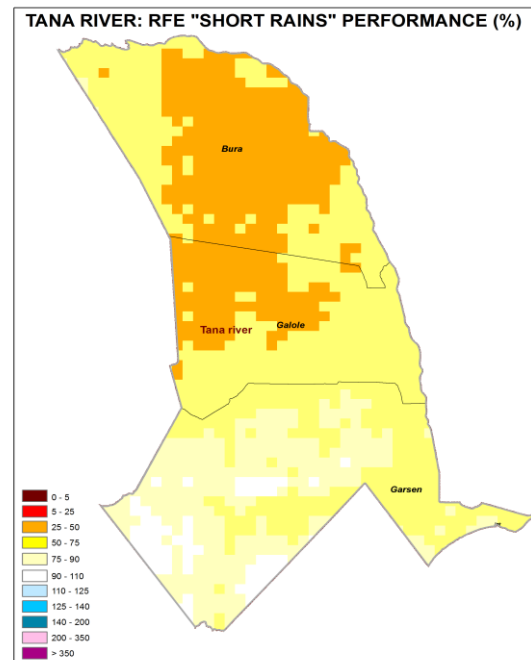 TANA RIVER: RFE "SHORT RAINS" PERFORMANCE (%)
Bura
Tana river
Galole
Garsen
0 - 5
5 - 25
25 - 50
50 - 75
75 - 90
90 - 110
110 - 125
125 - 140
140 - 200
200 - 350
> 350